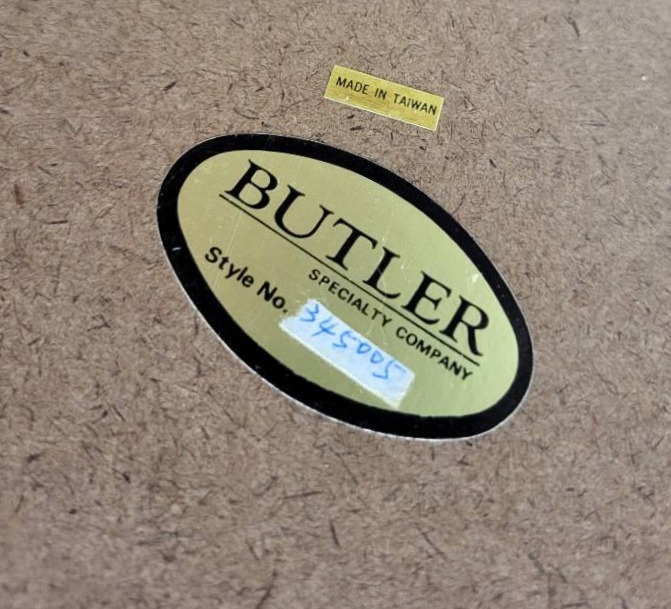 MADE IN TAIWAN
BUTLER
SPECIALTY COMPANY
Style No. 345005